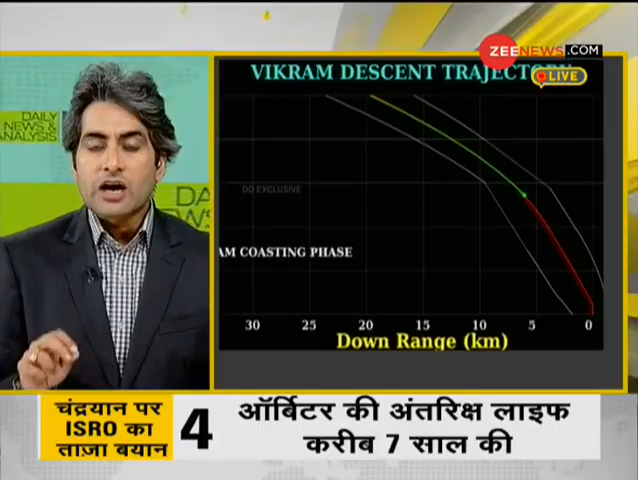 ZEENEWS.COM
VIKRAM DESCENT TRAJECTORY
LIVE
DAILY
NEWS &
ANALYSIS
DD EXCLUSIVE
AM COASTING PHASE
30 25 20 15 10 5 0
Down Range (km)
चंद्रयान पर
ISRO का
ताज़ा बयान
4
ऑर्बिटर की अंतरिक्ष लाइफ
करीब 7 साल की